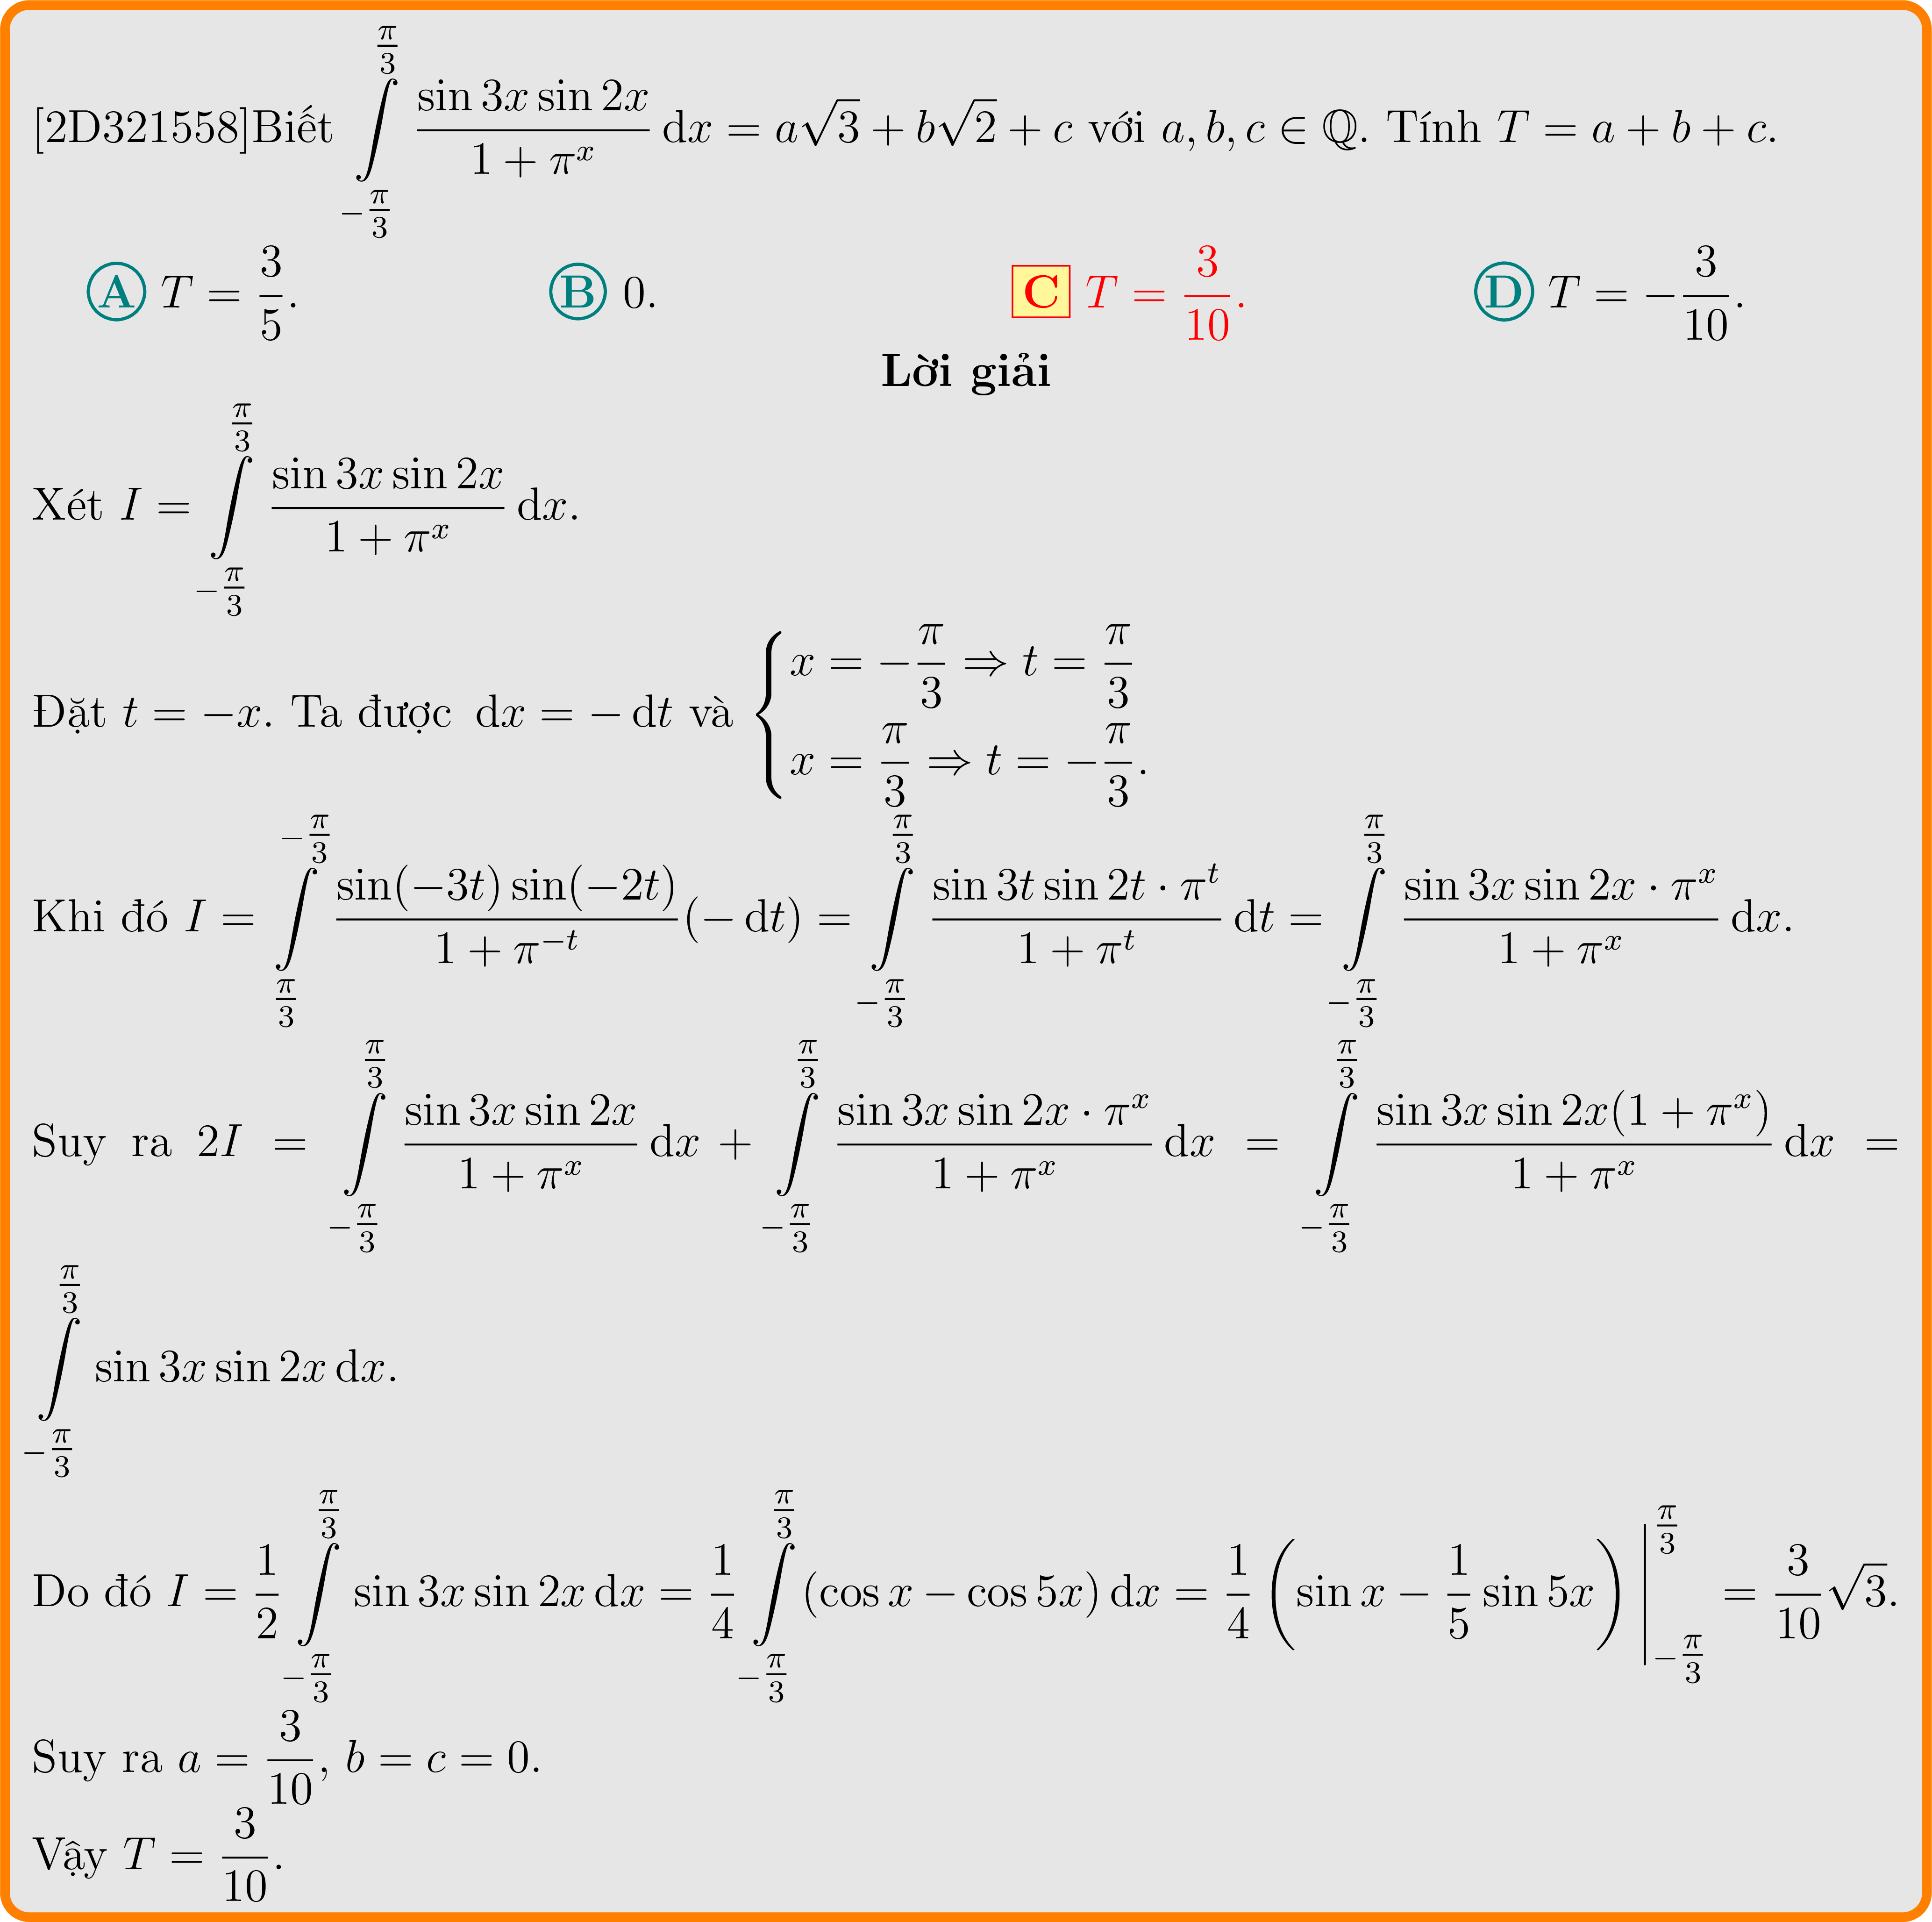 [2D321558]Biết $\int\limits_{-\frac{\pi}{3}}^{\frac{\pi}{3}} \frac{\sin 3x \sin 2x}{1+\pi^x}\,\mathrm{d}x = a\sqrt{3} + b\sqrt{2} + c$ với $a, b, c \in \mathbb{Q}$. Tính $T = a + b + c$.
A $T = \frac{3}{5}$. B $0$. C $T = \frac{3}{10}$. D $T = -\frac{3}{10}$.
Lời giải
Xét $I = \int\limits_{-\frac{\pi}{3}}^{\frac{\pi}{3}} \frac{\sin 3x \sin 2x}{1+\pi^x}\,\mathrm{d}x$.
Đặt $t = -x$. Ta được $\mathrm{d}x = -\,\mathrm{d}t$ và $\begin{cases} x = -\frac{\pi}{3} \Rightarrow t = \frac{\pi}{3} \\ x = \frac{\pi}{3} \Rightarrow t = -\frac{\pi}{3}. \end{cases}$
Khi đó $I = \int\limits_{\frac{\pi}{3}}^{-\frac{\pi}{3}} \frac{\sin(-3t)\sin(-2t)}{1+\pi^{-t}}(-\,\mathrm{d}t) = \int\limits_{-\frac{\pi}{3}}^{\frac{\pi}{3}} \frac{\sin 3t \sin 2t \cdot \pi^t}{1+\pi^t}\,\mathrm{d}t = \int\limits_{-\frac{\pi}{3}}^{\frac{\pi}{3}} \frac{\sin 3x \sin 2x \cdot \pi^x}{1+\pi^x}\,\mathrm{d}x$.
Suy ra $2I = \int\limits_{-\frac{\pi}{3}}^{\frac{\pi}{3}} \frac{\sin 3x \sin 2x}{1+\pi^x}\,\mathrm{d}x + \int\limits_{-\frac{\pi}{3}}^{\frac{\pi}{3}} \frac{\sin 3x \sin 2x \cdot \pi^x}{1+\pi^x}\,\mathrm{d}x = \int\limits_{-\frac{\pi}{3}}^{\frac{\pi}{3}} \frac{\sin 3x \sin 2x(1+\pi^x)}{1+\pi^x}\,\mathrm{d}x =$
$\int\limits_{-\frac{\pi}{3}}^{\frac{\pi}{3}} \sin 3x \sin 2x\,\mathrm{d}x$.
Do đó $I = \frac{1}{2}\int\limits_{-\frac{\pi}{3}}^{\frac{\pi}{3}} \sin 3x \sin 2x\,\mathrm{d}x = \frac{1}{4}\int\limits_{-\frac{\pi}{3}}^{\frac{\pi}{3}} (\cos x - \cos 5x)\,\mathrm{d}x = \frac{1}{4}\left(\sin x - \frac{1}{5}\sin 5x\right)\Big|_{-\frac{\pi}{3}}^{\frac{\pi}{3}} = \frac{3}{10}\sqrt{3}$.
Suy ra $a = \frac{3}{10}$, $b = c = 0$.
Vậy $T = \frac{3}{10}$.